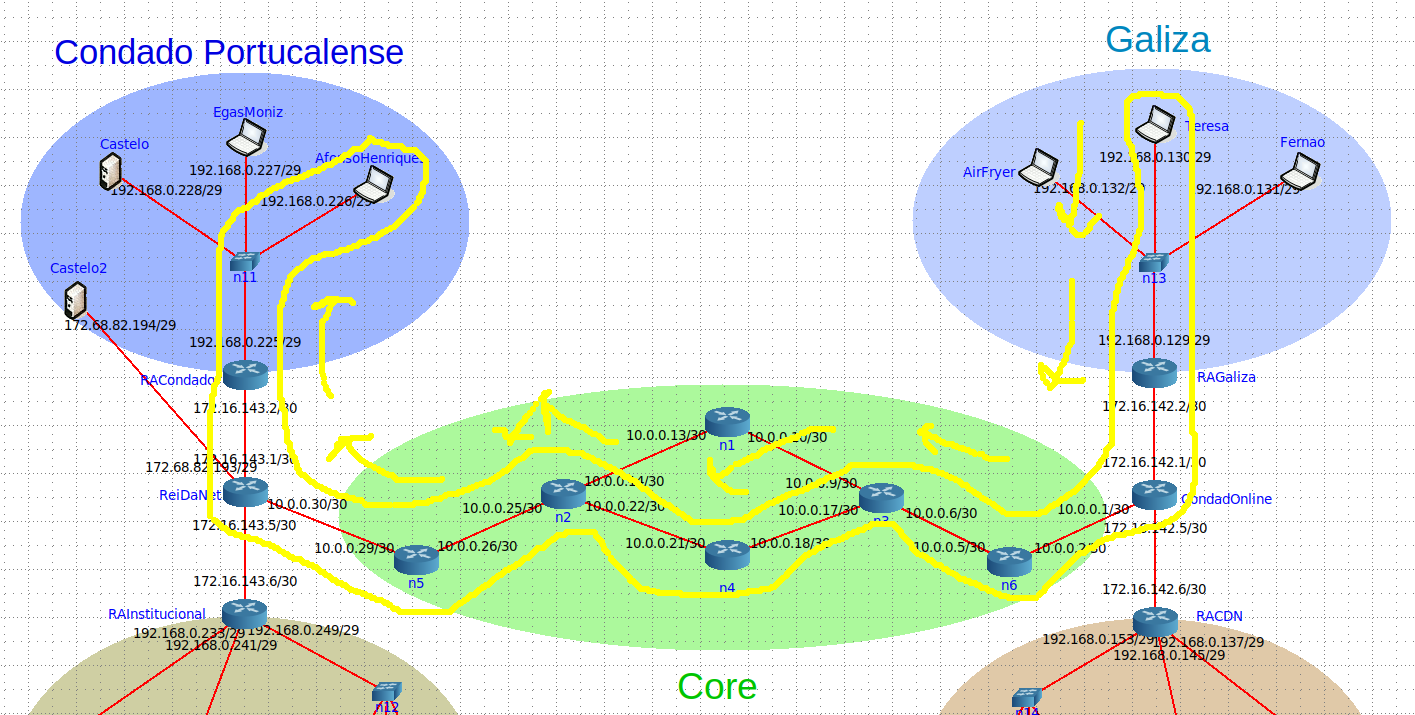 Condado Portucalense
Galiza
EgasMoniz
Castelo
AfonsoHenriques
192.168.0.227/29
192.168.0.228/29
192.168.0.226/29
n11
Castelo2
172.68.82.194/29
192.168.0.225/29
RACondado
172.16.143.2/30
172.16.143.1/30
172.68.82.193/29
ReiDaNet
10.0.0.30/30
172.16.143.5/30
10.0.0.29/30
172.16.143.6/30
RAInstitucional
192.168.0.233/29
192.168.0.249/29
192.168.0.241/29
n12
Teresa
Fernao
AirFryer
192.168.0.130/29
192.168.0.132/29
192.168.0.131/29
n13
192.168.0.129/29
RAGaliza
172.16.142.2/30
172.16.142.1/30
CondadOnline
10.0.0.1/30
172.142.5/30
10.0.0.2/30
172.16.142.6/30
RACDN
192.168.0.153/29
192.168.0.137/29
192.168.0.145/29
n14
10.0.0.13/30
10.0.0.10/30
n1
10.0.0.14/30
10.0.0.9/30
10.0.0.25/30
10.0.0.22/30
10.0.0.17/30
10.0.0.6/30
n2
n3
10.0.0.26/30
10.0.0.21/30
10.0.0.18/30
10.0.0.5/30
n5
n4
n6
Core